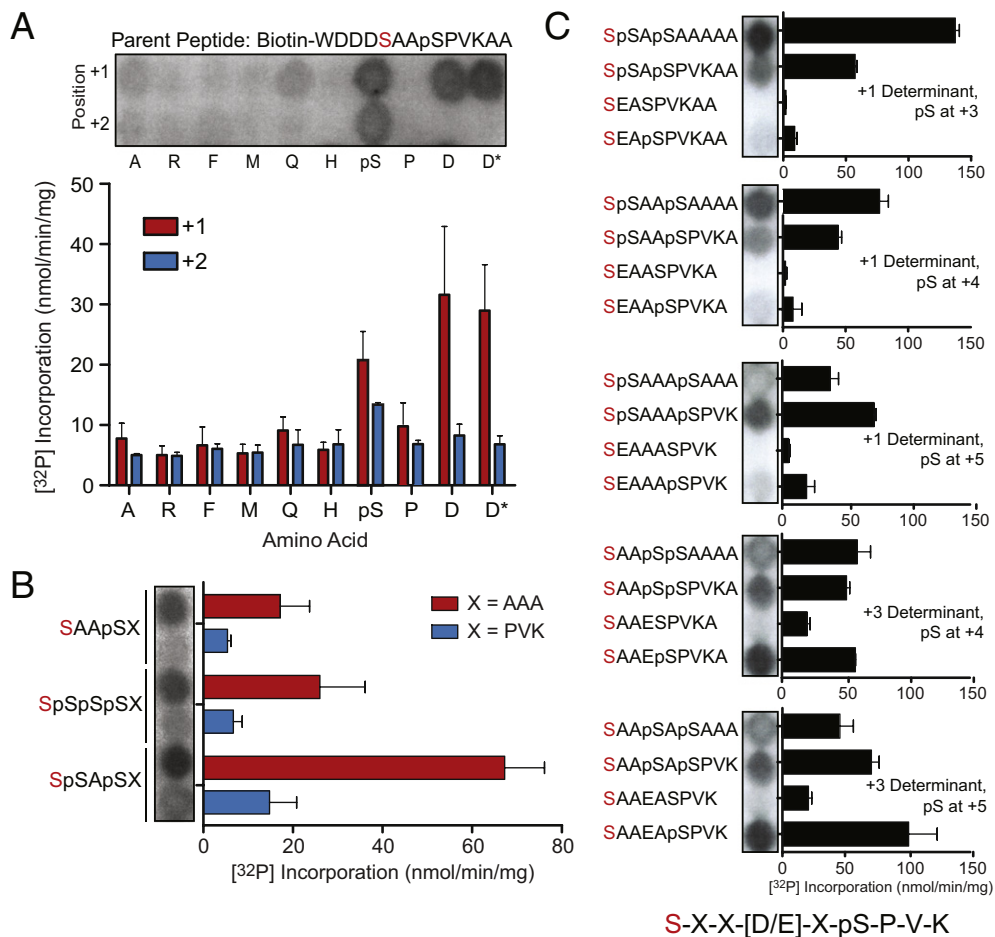 A
Parent Peptide: Biotin-WDDDSAApSPVKAA
Position
+1
+2
A R F M Q H pS P D D*
[³²P] Incorporation (nmol/min/mg)
50
40
30
20
10
0
+1
+2
A R F M Q H pS P D D*
Amino Acid
B
SAApSX
SpSpSpSX
SpSApSX
X = AAA
X = PVK
0 20 40 60 80
[³²P] Incorporation (nmol/min/mg)
C
SpSApSAAAAA
SpSApSPVKAA
SEASPVKAA
SEApSPVKAA
+1 Determinant,
pS at +3
0 50 100 150
SpSAApSAAAA
SpSAApSPVKA
SEAASPVKA
SEAApSPVKA
+1 Determinant,
pS at +4
0 50 100 150
SpSAAApSAAA
SpSAAApSPVK
SEAAASPVK
SEAAApSPVK
+1 Determinant,
pS at +5
0 50 100 150
SAApSpSAAAA
SAApSpSPVKA
SAAESPVKA
SAAEpSPVKA
+3 Determinant,
pS at +4
0 50 100 150
SAApSApSAAA
SAApSApSPVK
SAAEASPVK
SAAEApSPVK
+3 Determinant,
pS at +5
0 50 100 150
[³²P] Incorporation (nmol/min/mg)
S-X-X-[D/E]-X-pS-P-V-K